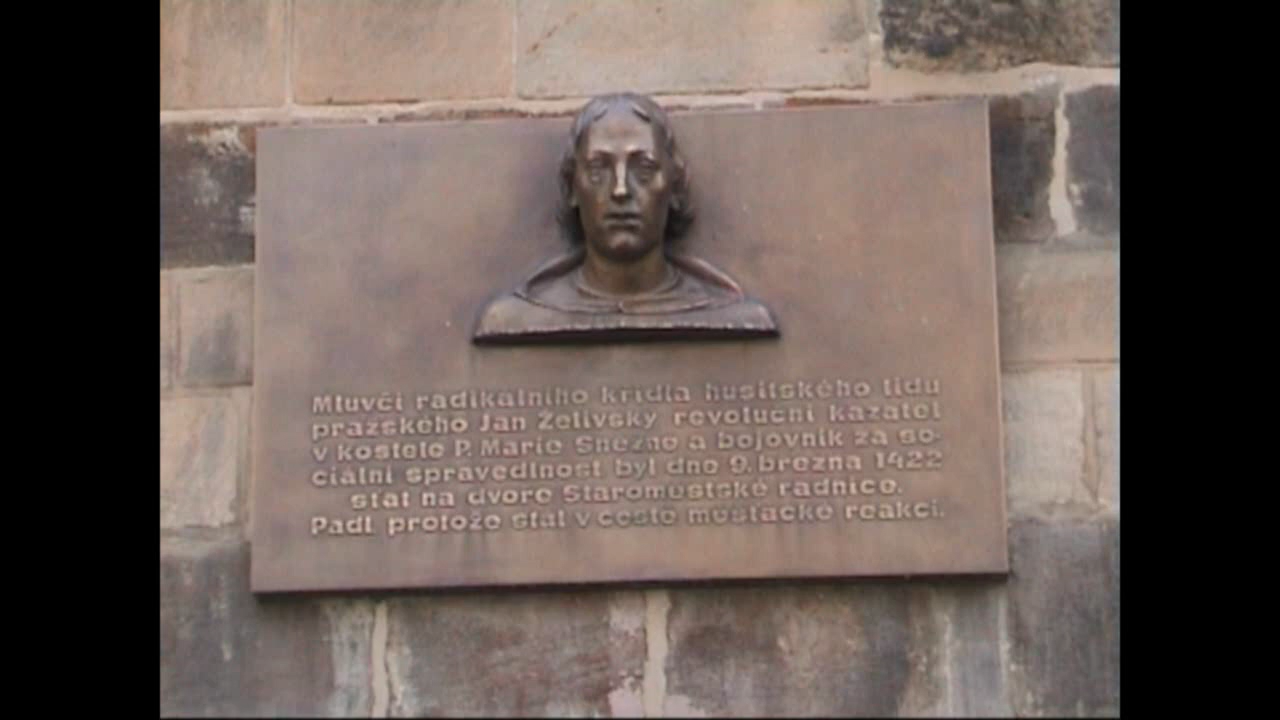 Mluvčí radikálního křídla husitského lidu
pražského Jan Želivský revoluční kazatel
v kostele P. Marie Sněžné a bojovník za so-
ciální spravedlnost byl dne 9. března 1422
sťat na dvoře Staroměstské radnice.
Padl protože stál v cestě měšťácké reakci.